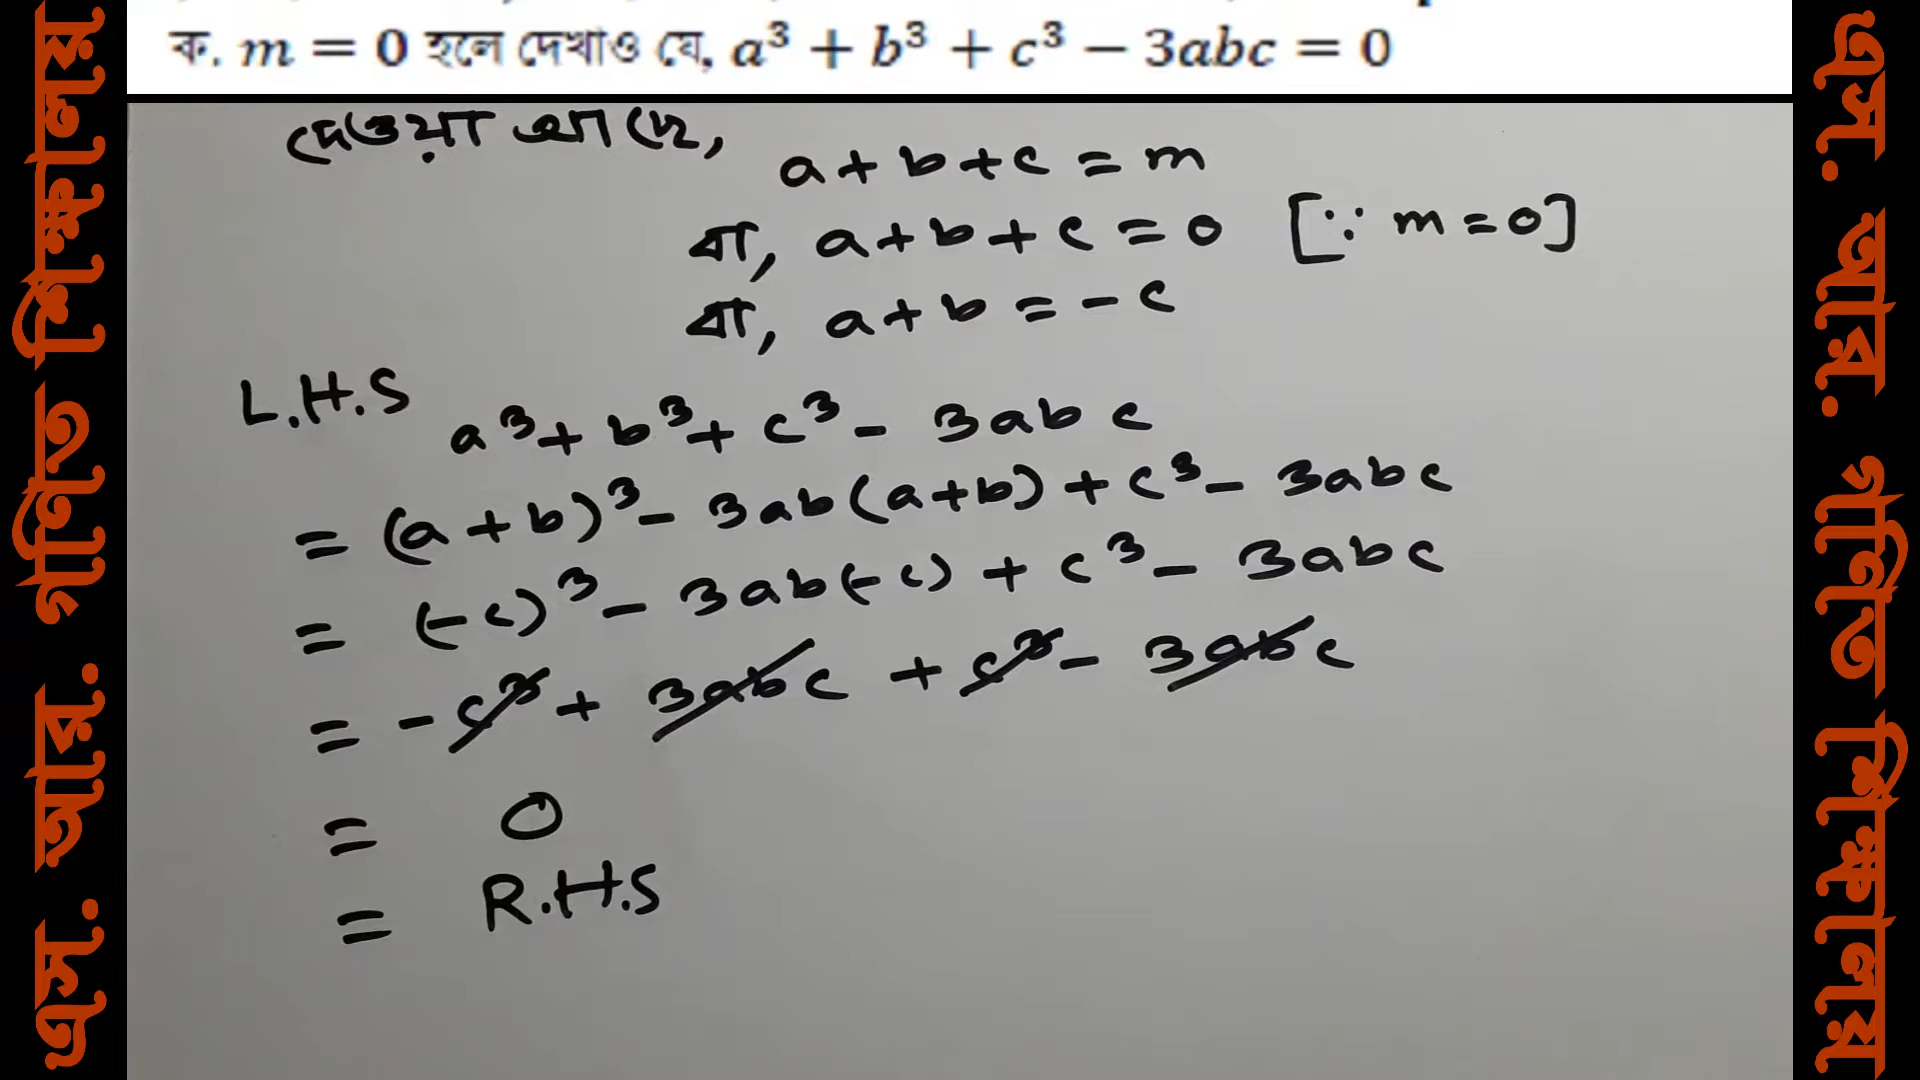 ক. m = 0 হলে দেখাও যে, a³ + b³ + c³ − 3abc = 0
দেওয়া আছে,
a + b + c = m
বা, a + b + c = 0 [∵ m = 0]
বা, a + b = - c
L.H.S
a³ + b³ + c³ - 3abc
= (a + b)³ - 3ab(a + b) + c³ - 3abc
= (-c)³ - 3ab(-c) + c³ - 3abc
= - c³ + 3abc + c³ - 3abc
= 0
= R.H.S
এস. আর. গণিত শিক্ষালয়
এস. আর. গণিত শিক্ষালয়